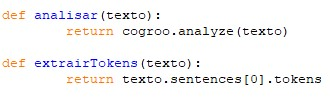 def analisar(texto):
        return cogroo.analyze(texto)

def extrairTokens(texto):
        return texto.sentences[0].tokens